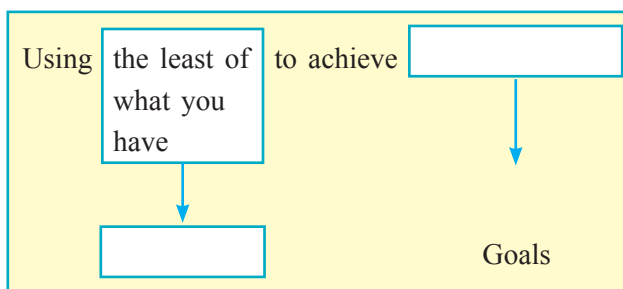 Using the least of to achieve
what you
have
Goals